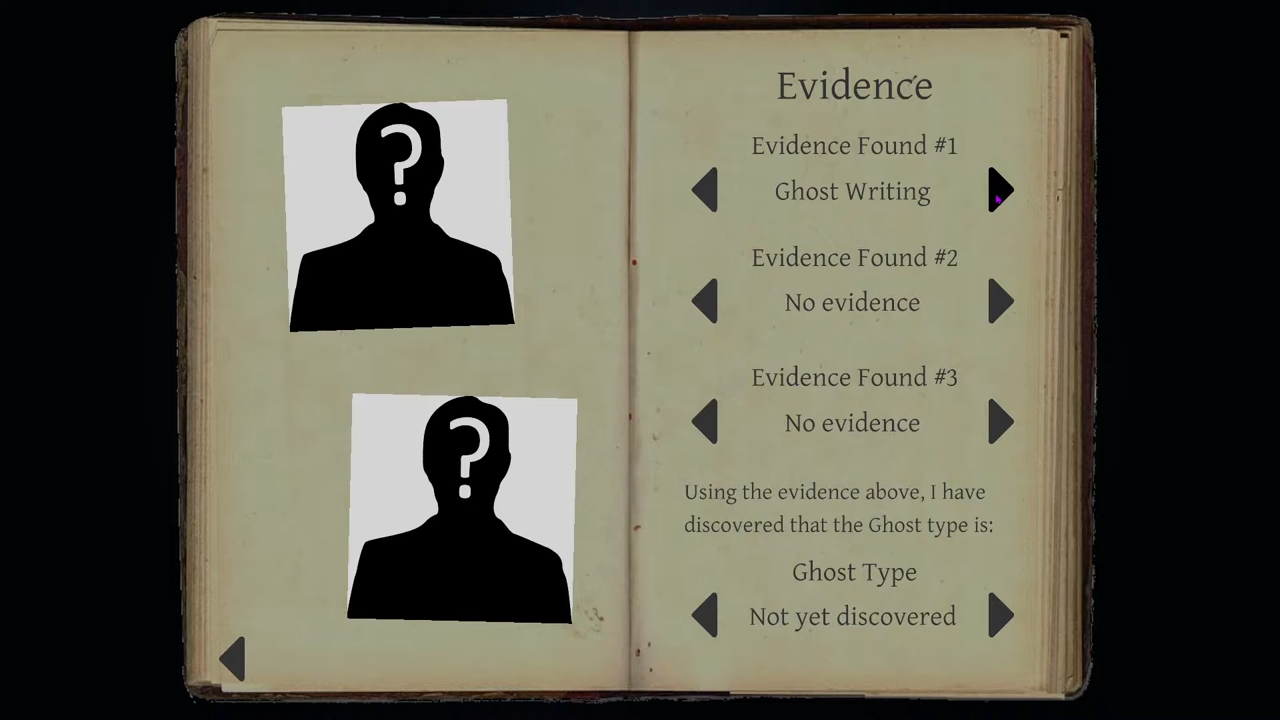 ?
?
Evidence
Evidence Found #1
Ghost Writing
Evidence Found #2
No evidence
Evidence Found #3
No evidence
Using the evidence above, I have
discovered that the Ghost type is:
Ghost Type
Not yet discovered